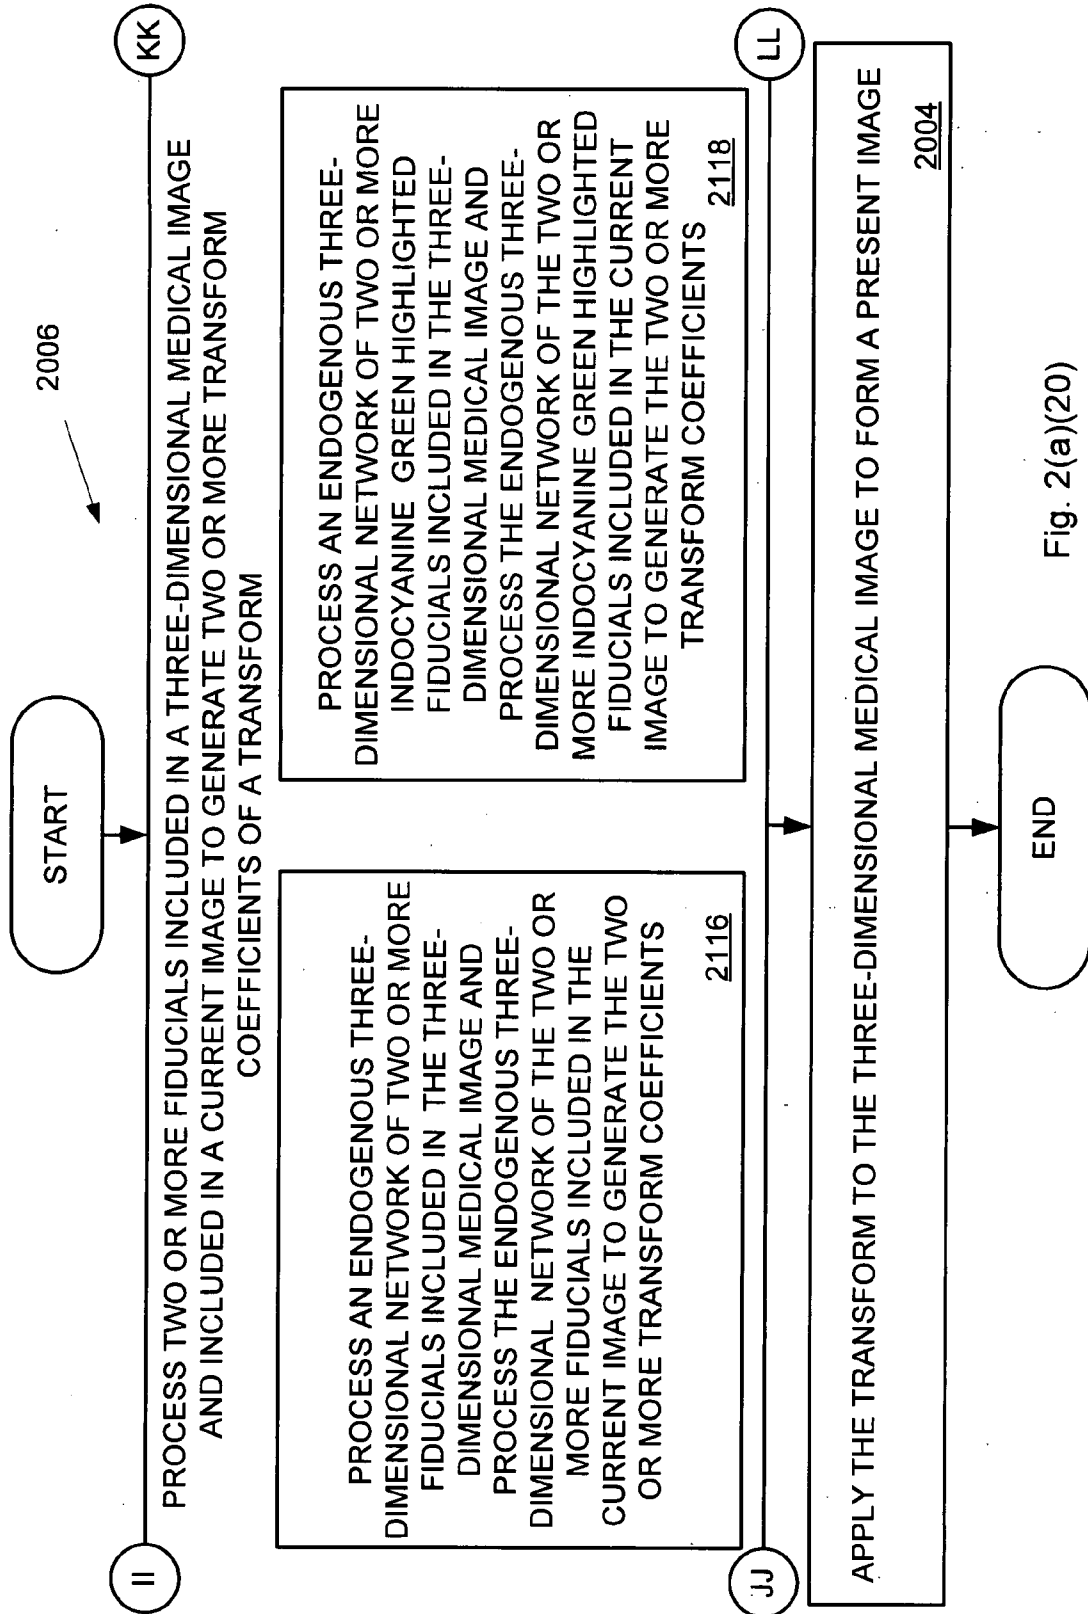 START
2006
II
KK
PROCESS TWO OR MORE FIDUCIALS INCLUDED IN A THREE-DIMENSIONAL MEDICAL IMAGE
AND INCLUDED IN A CURRENT IMAGE TO GENERATE TWO OR MORE TRANSFORM
COEFFICIENTS OF A TRANSFORM
PROCESS AN ENDOGENOUS THREE-
DIMENSIONAL NETWORK OF TWO OR MORE
FIDUCIALS INCLUDED IN THE THREE-
DIMENSIONAL MEDICAL IMAGE AND
PROCESS THE ENDOGENOUS THREE-
DIMENSIONAL NETWORK OF THE TWO OR
MORE FIDUCIALS INCLUDED IN THE
CURRENT IMAGE TO GENERATE THE TWO
OR MORE TRANSFORM COEFFICIENTS
2116
PROCESS AN ENDOGENOUS THREE-
DIMENSIONAL NETWORK OF TWO OR MORE
INDOCYANINE GREEN HIGHLIGHTED
FIDUCIALS INCLUDED IN THE THREE-
DIMENSIONAL MEDICAL IMAGE AND
PROCESS THE ENDOGENOUS THREE-
DIMENSIONAL NETWORK OF THE TWO OR
MORE INDOCYANINE GREEN HIGHLIGHTED
FIDUCIALS INCLUDED IN THE CURRENT
IMAGE TO GENERATE THE TWO OR MORE
TRANSFORM COEFFICIENTS
2118
JJ
LL
APPLY THE TRANSFORM TO THE THREE-DIMENSIONAL MEDICAL IMAGE TO FORM A PRESENT IMAGE
2004
END
Fig. 2(a)(20)